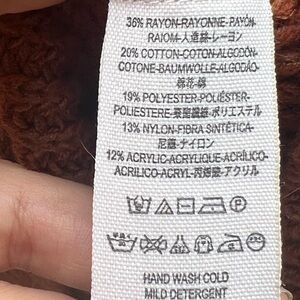 36% RAYON-RAYONNE-RAYÓN-
RAIOM-人造絲-レーヨン
20% COTTON-COTON-ALGODÓN-
COTONE-BAUMWOLLE-ALGODÃO-
棉花-綿
19% POLYESTER-POLIÉSTER-
POLIESTERE-聚酯纖維-ポリエステル
13% NYLON-FIBRA SINTÉTICA-
尼龍-ナイロン
12% ACRYLIC-ACRYLIQUE-ACRÍLICO-
ACRILICO-ACRYL-丙烯酸-アクリル
P
HAND WASH COLD
MILD DETERGENT